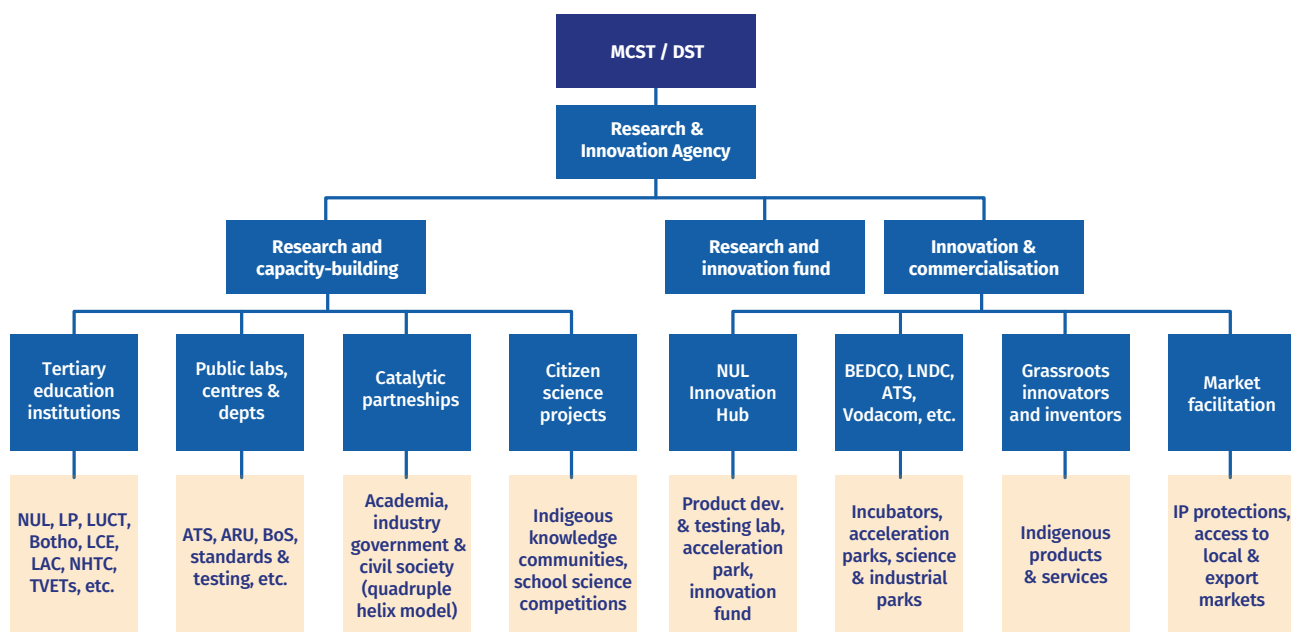 MCST / DST
Research &
Innovation Agency
Research and
capacity-building
Research and
innovation fund
Innovation &
commercialisation
Tertiary
education
institutions
Public labs,
centres &
depts
Catalytic
partneships
Citizen
science
projects
NUL
Innovation
Hub
BEDCO, LNDC,
ATS,
Vodacom, etc.
Grassroots
innovators
and inventors
Market
facilitation
NUL, LP, LUCT,
Botho, LCE,
LAC, NHTC,
TVETs, etc.
ATS, ARU, BoS,
standards &
testing, etc.
Academia,
industry
government &
civil society
(quadruple
helix model)
Indigeous
knowledge
communities,
school science
competitions
Product dev.
& testing lab,
acceleration
park,
innovation
fund
Incubators,
acceleration
parks, science
& industrial
parks
Indigenous
products
& services
IP protections,
access to
local &
export
markets